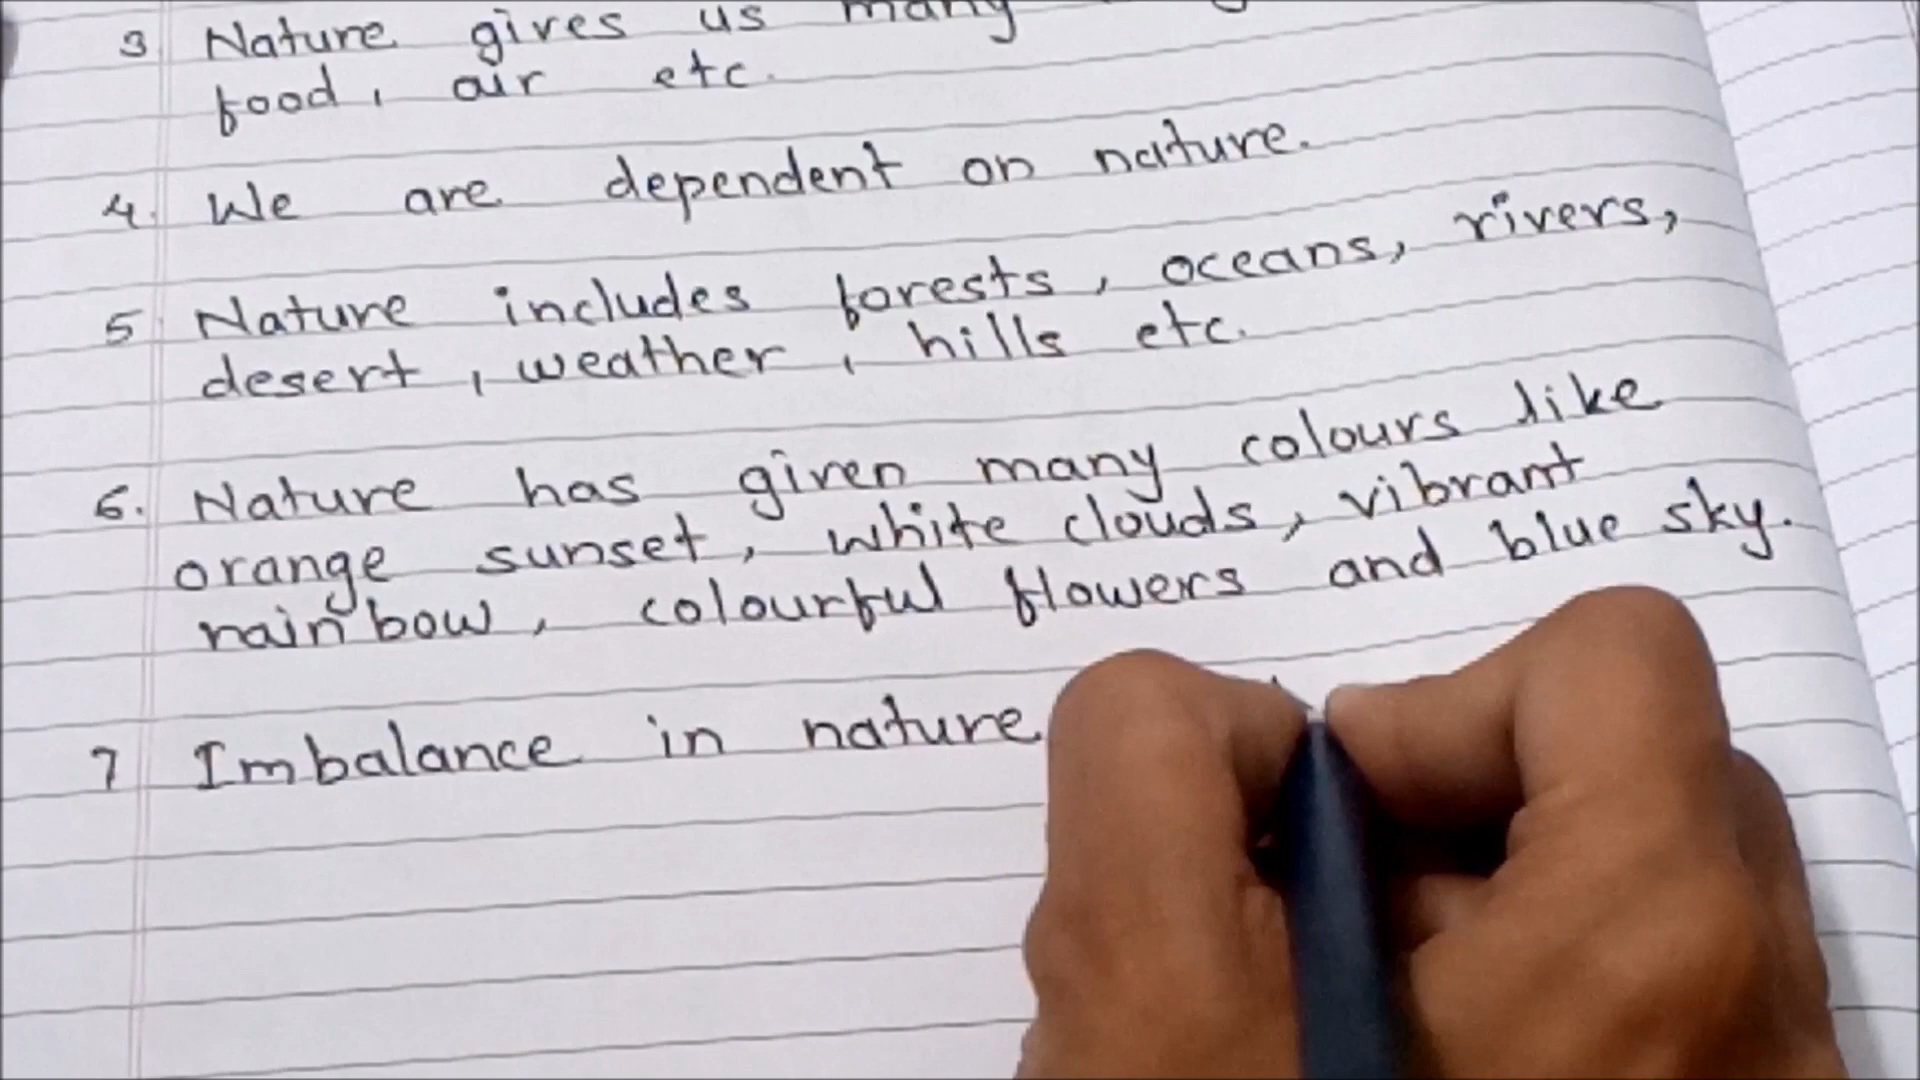 3 Nature gives us many
food, air etc.
4. We are dependent on nature.
5 Nature includes forests, oceans, rivers,
desert, weather, hills etc.
6. Nature has given many colours like
orange sunset, white clouds, vibrant
rainbow, colourful flowers and blue sky.
7 Imbalance in nature